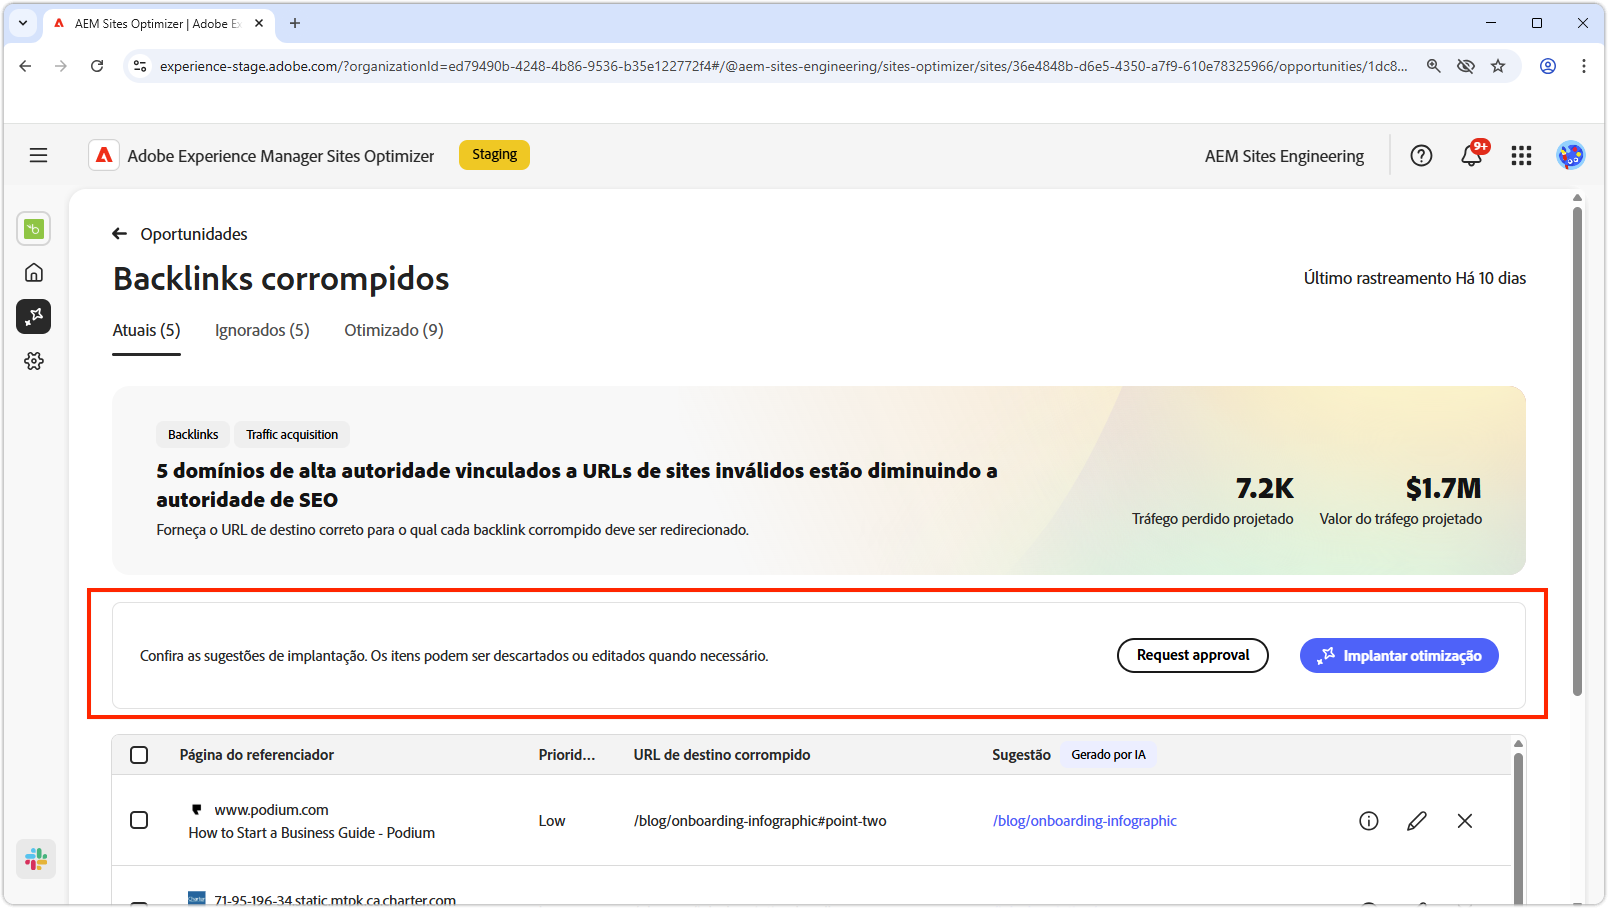 AEM Sites Optimizer | Adobe Ex
experience-stage.adobe.com/?organizationId=ed79490b-4248-4b86-9536-b35e122772f4#/@aem-sites-engineering/sites-optimizer/sites/36e4848b-d6e5-4350-a7f9-610e78325966/opportunities/1dc8...
Adobe Experience Manager Sites Optimizer
Staging
AEM Sites Engineering
9+
Oportunidades
Backlinks corrompidos
Último rastreamento Há 10 dias
Atuais (5)
Ignorados (5)
Otimizado (9)
Backlinks
Traffic acquisition
5 domínios de alta autoridade vinculados a URLs de sites inválidos estão diminuindo a
autoridade de SEO
Forneça o URL de destino correto para o qual cada backlink corrompido deve ser redirecionado.
7.2K
Tráfego perdido projetado
$1.7M
Valor do tráfego projetado
Confira as sugestões de implantação. Os itens podem ser descartados ou editados quando necessário.
Request approval
Implantar otimização
Página do referenciador
Priorid...
URL de destino corrompido
Sugestão
Gerado por IA
www.podium.com
How to Start a Business Guide - Podium
Low
/blog/onboarding-infographic#point-two
/blog/onboarding-infographic
71-95-196-34.static.mtpk.ca.charter.com